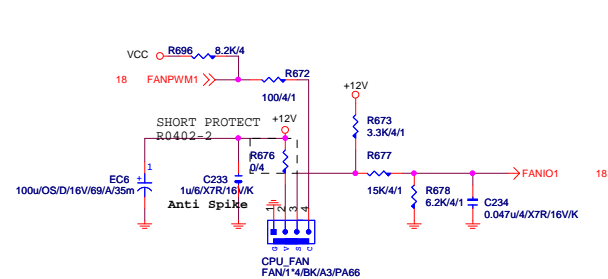 VCC
R696
8.2K/4
18
FANPWM1
R672
100/4/1
+12V
SHORT PROTECT
R0402-2
+12V
R673
3.3K/4/1
R676
0/4
R677
15K/4/1
FANIO1
18
EC6
+
1
100u/OS/D/16V/69/A/35m
C233
1u/6/X7R/16V/K
Anti Spike
R678
6.2K/4/1
C234
0.047u/4/X7R/16V/K
1
2
3
4
G
V
S
C
CPU_FAN
FAN/1*4/BK/A3/PA66